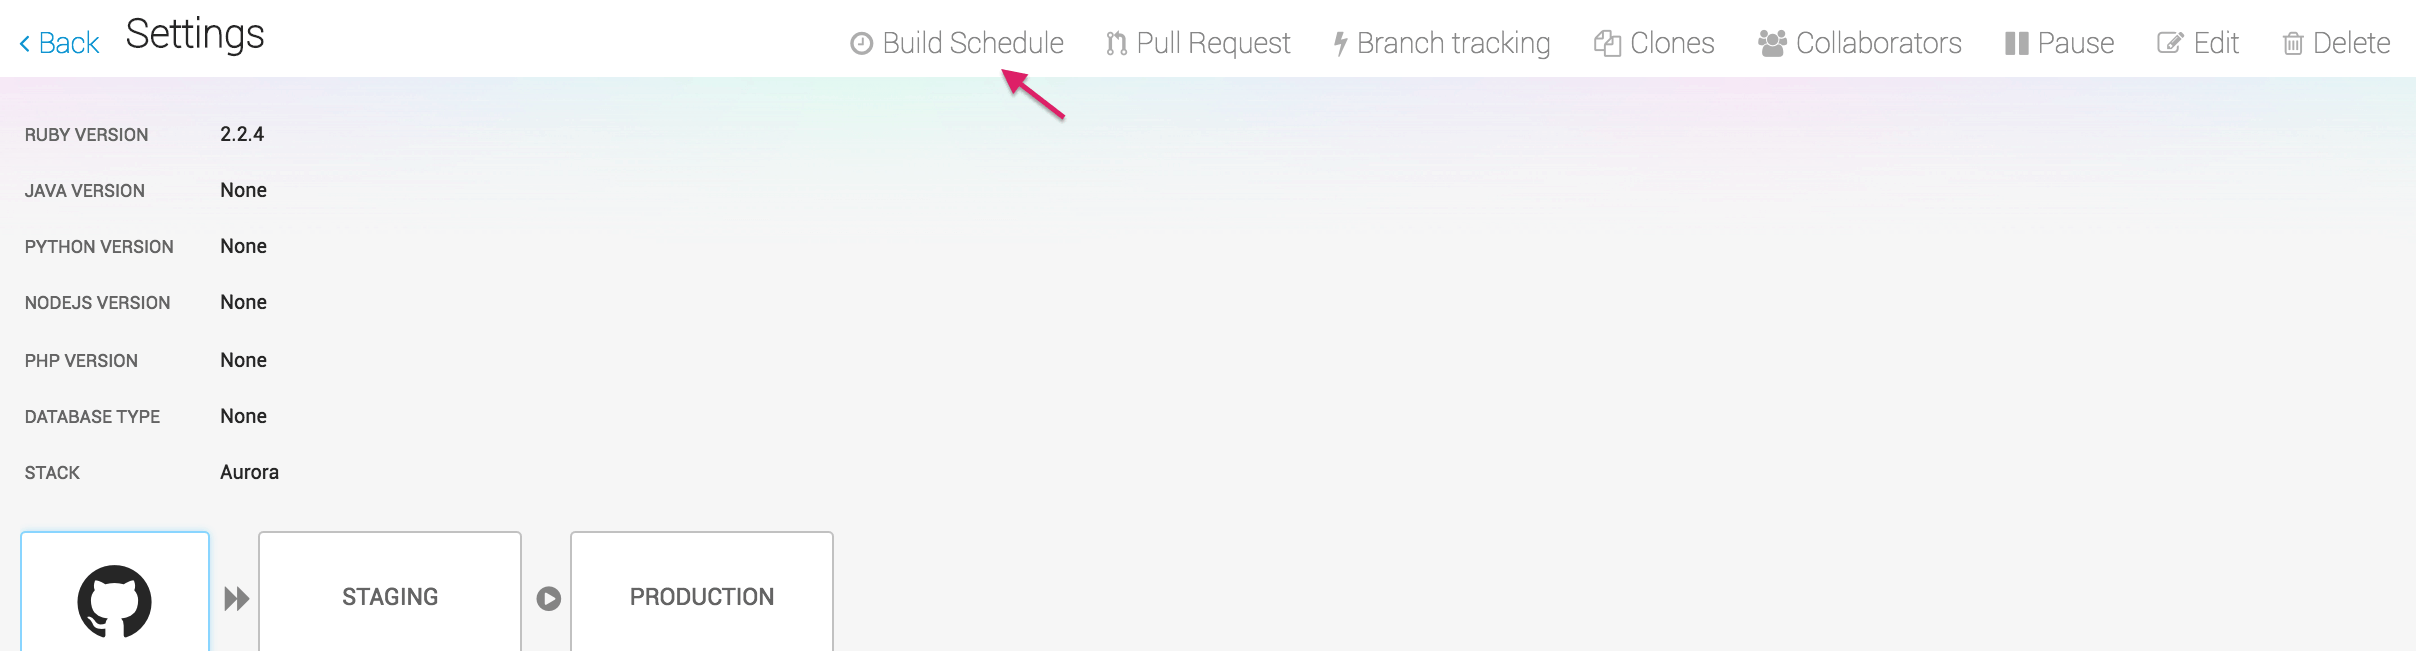 Back Settings Build Schedule Pull Request Branch tracking Clones Collaborators Pause Edit Delete
RUBY VERSION 2.2.4
JAVA VERSION None
PYTHON VERSION None
NODEJS VERSION None
PHP VERSION None
DATABASE TYPE None
STACK Aurora
STAGING PRODUCTION